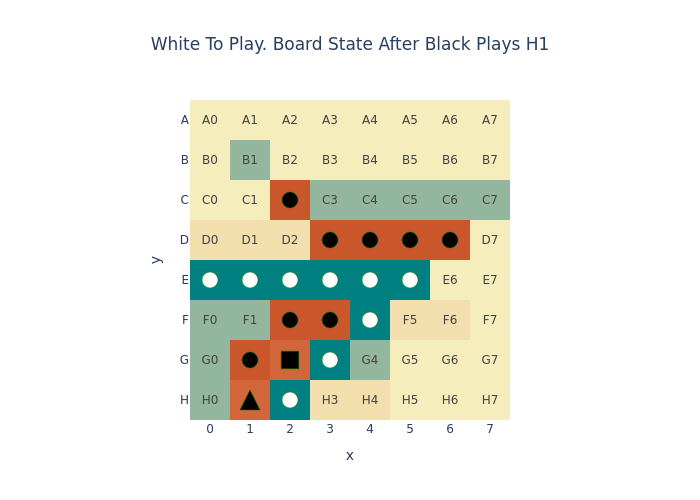 White To Play. Board State After Black Plays H1
A A0 A1 A2 A3 A4 A5 A6 A7
B B0 B1 B2 B3 B4 B5 B6 B7
C C0 C1 C3 C4 C5 C6 C7
D D0 D1 D2 D7
E E6 E7
F F0 F1 F5 F6 F7
G G0 G4 G5 G6 G7
H H0 H3 H4 H5 H6 H7
0 1 2 3 4 5 6 7
x
y